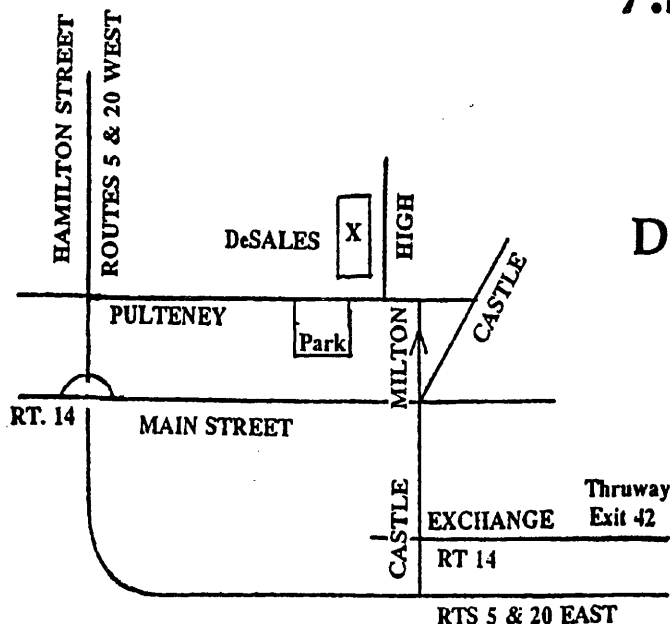 7.
HAMILTON STREET
ROUTES 5 & 20 WEST
DeSALES
X
HIGH
D
CASTLE
PULTENEY
Park
MILTON
RT. 14
MAIN STREET
CASTLE
EXCHANGE
Thruway
Exit 42
RT 14
RTS 5 & 20 EAST